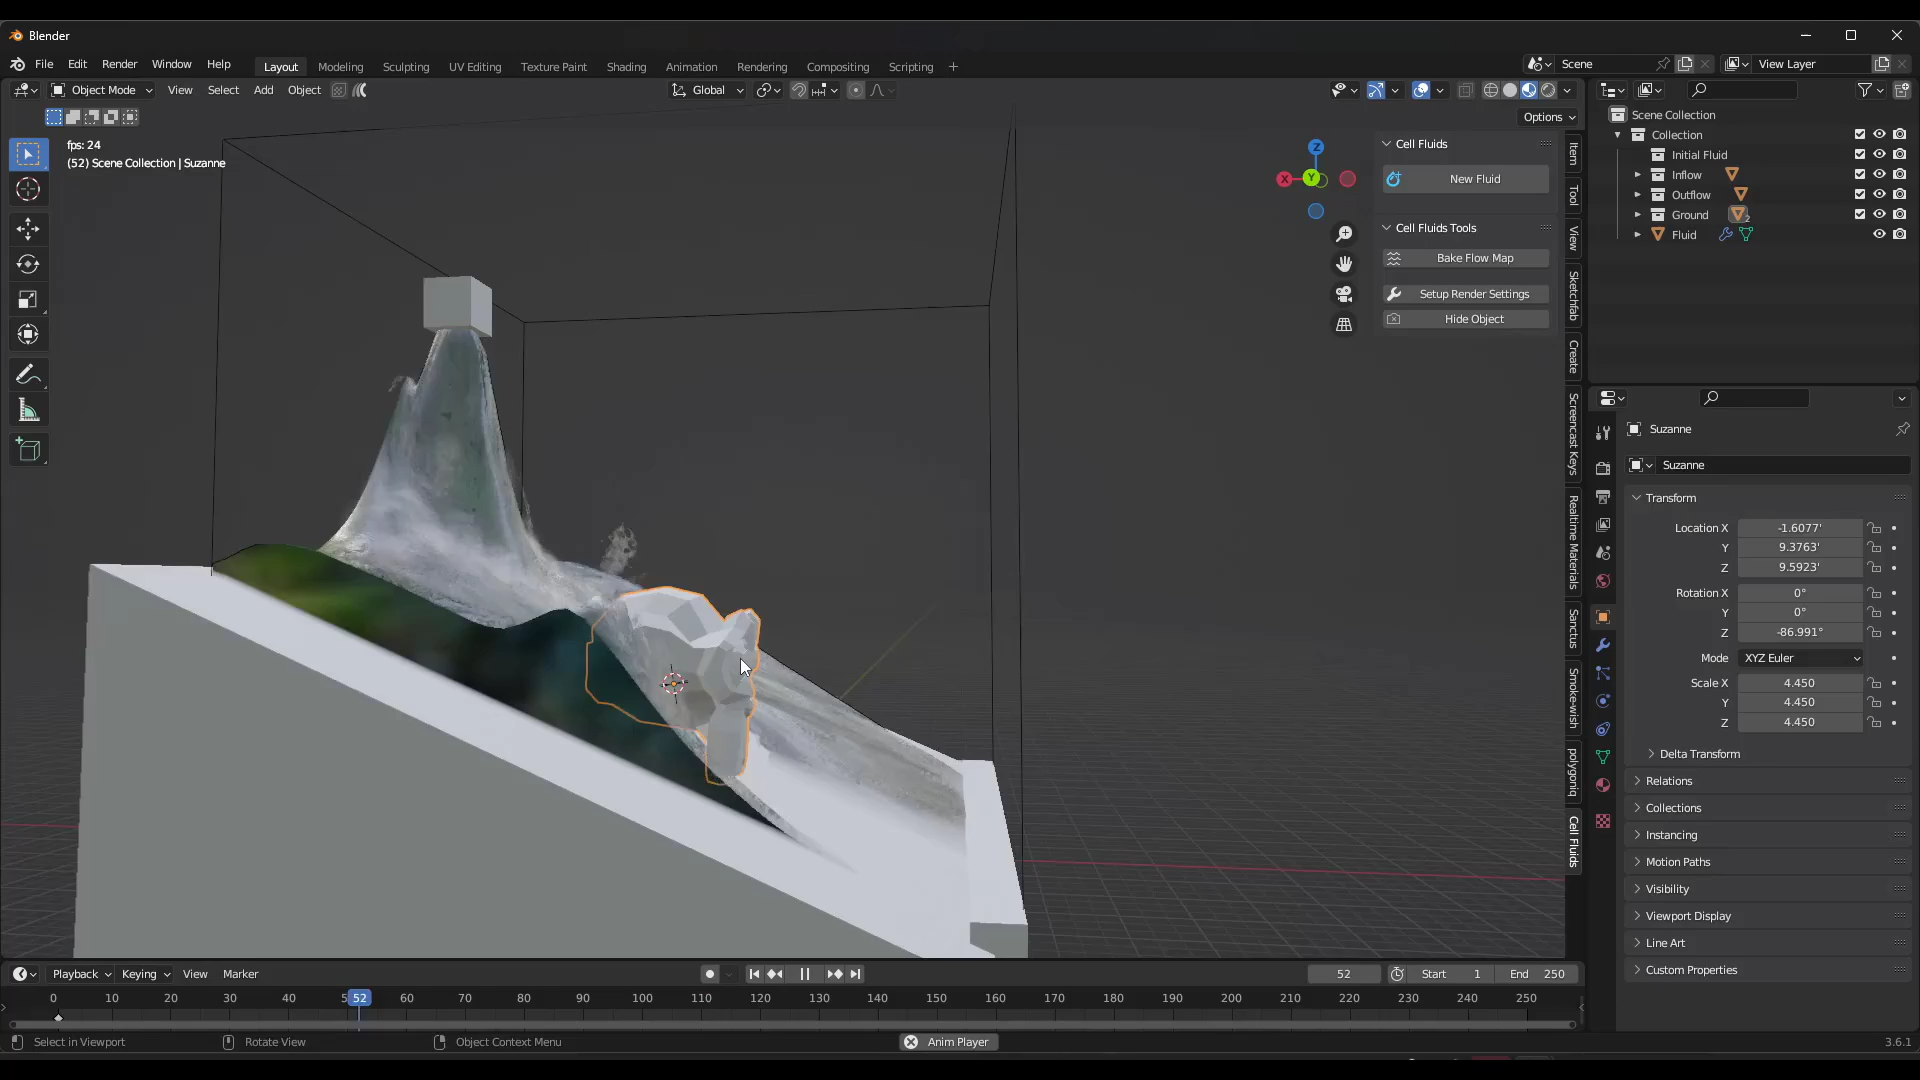 Blender
File Edit Render Window Help
Layout Modeling Sculpting UV Editing Texture Paint Shading Animation Rendering Compositing Scripting +
Scene
View Layer
Object Mode View Select Add Object
Global
Options
fps: 24
(52) Scene Collection | Suzanne
Z
X
Y
Cell Fluids
New Fluid
Cell Fluids Tools
Bake Flow Map
Setup Render Settings
Hide Object
Item
Tool
View
Sketchfab
Create
Screencast Keys
Realtime Materials
Sanctus
Smoke-wish
polygoniq
Cell Fluids
Scene Collection
Collection
Initial Fluid
Inflow
Outflow
Ground 2
Fluid
Suzanne
Suzanne
Transform
Location X -1.6077'
Y 9.3763'
Z 9.5923'
Rotation X 0°
Y 0°
Z -86.991°
Mode XYZ Euler
Scale X 4.450
Y 4.450
Z 4.450
Delta Transform
Relations
Collections
Instancing
Motion Paths
Visibility
Viewport Display
Line Art
Custom Properties
Playback Keying View Marker
52 Start 1 End 250
0 10 20 30 40 5 52 60 70 80 90 100 110 120 130 140 150 160 170 180 190 200 210 220 230 240 250
Select in Viewport Rotate View Object Context Menu Anim Player 3.6.1